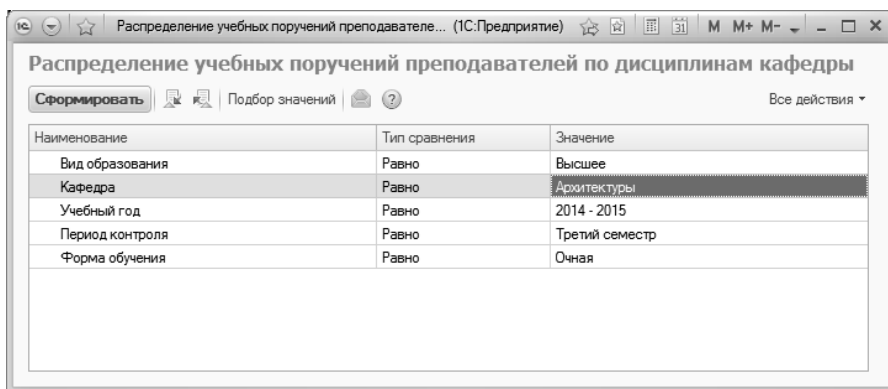 1С Распределение учебных поручений преподавателе... (1С:Предприятие) 31 M M+ M-
Распределение учебных поручений преподавателей по дисциплинам кафедры
Сформировать Подбор значений ? Все действия
Наименование Тип сравнения Значение
Вид образования Равно Высшее
Кафедра Равно Архитектуры
Учебный год Равно 2014 - 2015
Период контроля Равно Третий семестр
Форма обучения Равно Очная